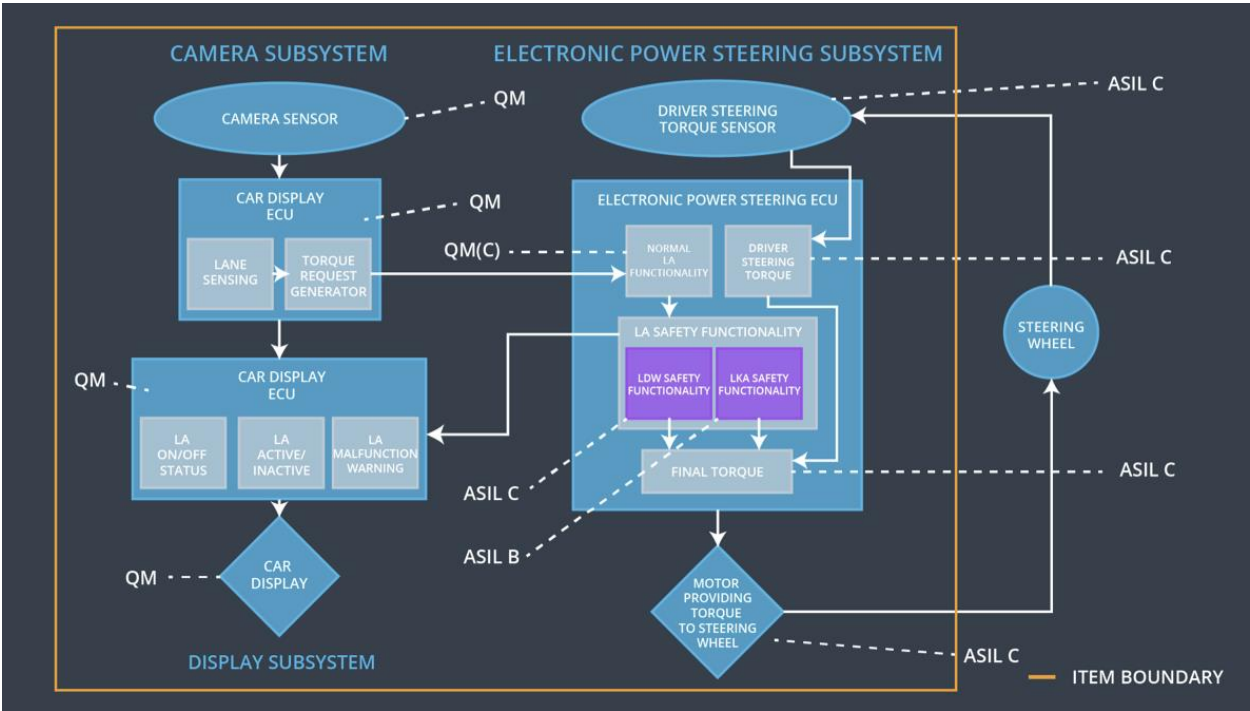 CAMERA SUBSYSTEM
ELECTRONIC POWER STEERING SUBSYSTEM
CAMERA SENSOR
QM
DRIVER STEERING
TORQUE SENSOR
ASIL C
CAR DISPLAY
ECU
QM
LANE
SENSING
TORQUE
REQUEST
GENERATOR
ELECTRONIC POWER STEERING ECU
QM(C)
NORMAL
LA
FUNCTIONALITY
DRIVER
STEERING
TORQUE
ASIL C
LA SAFETY FUNCTIONALITY
LDW SAFETY
FUNCTIONALITY
LKA SAFETY
FUNCTIONALITY
STEERING
WHEEL
QM
CAR DISPLAY
ECU
LA
ON/OFF
STATUS
LA
ACTIVE/
INACTIVE
LA
MALFUNCTION
WARNING
FINAL TORQUE
ASIL C
ASIL C
ASIL B
QM
CAR
DISPLAY
MOTOR
PROVIDING
TORQUE
TO STEERING
WHEEL
ASIL C
DISPLAY SUBSYSTEM
ITEM BOUNDARY